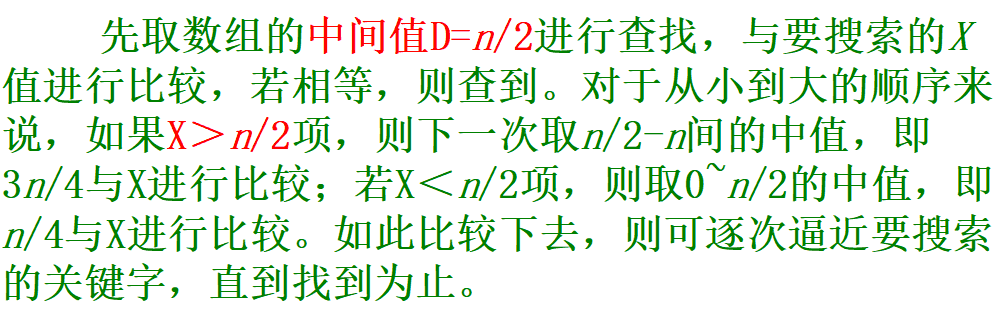 先取数组的中间值D=n/2进行查找，与要搜索的X
值进行比较，若相等，则查到。对于从小到大的顺序来
说，如果X＞n/2项，则下一次取n/2-n间的中值，即
3n/4与X进行比较；若X＜n/2项，则取0~n/2的中值，即
n/4与X进行比较。如此比较下去，则可逐次逼近要搜索
的关键字，直到找到为止。